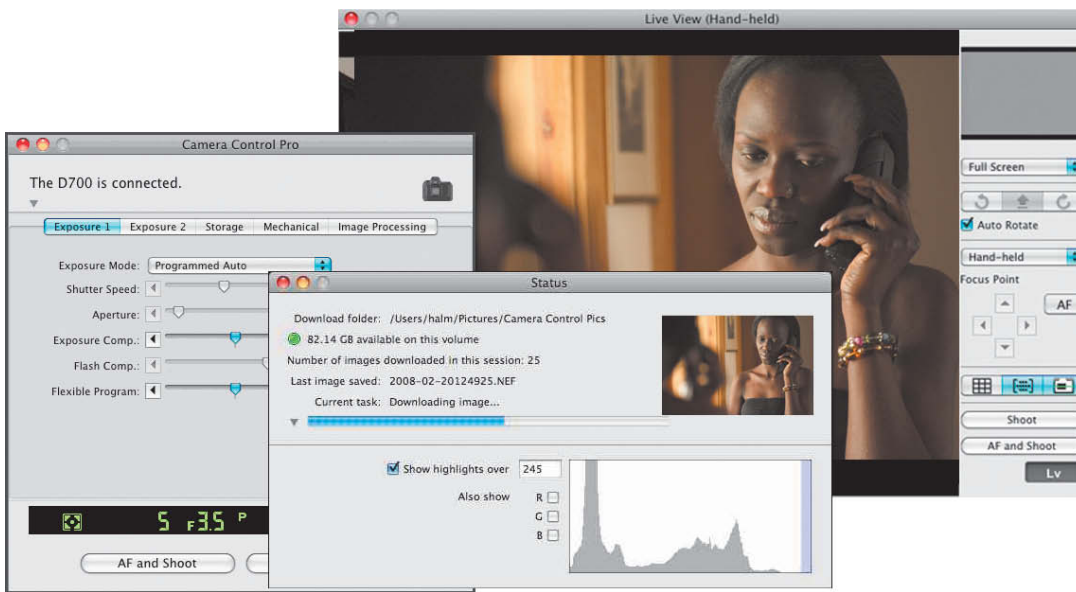 Live View (Hand-held)
Full Screen
Auto Rotate
Hand-held
Focus Point
AF
Shoot
AF and Shoot
Lv
Camera Control Pro
The D700 is connected.
Exposure 1 Exposure 2 Storage Mechanical Image Processing
Exposure Mode: Programmed Auto
Shutter Speed:
Aperture:
Exposure Comp.:
Flash Comp.:
Flexible Program:
5 F3.5 P
AF and Shoot
Status
Download folder: /Users/halm/Pictures/Camera Control Pics
82.14 GB available on this volume
Number of images downloaded in this session: 25
Last image saved: 2008-02-20124925.NEF
Current task: Downloading image...
Show highlights over 245
Also show R
G
B